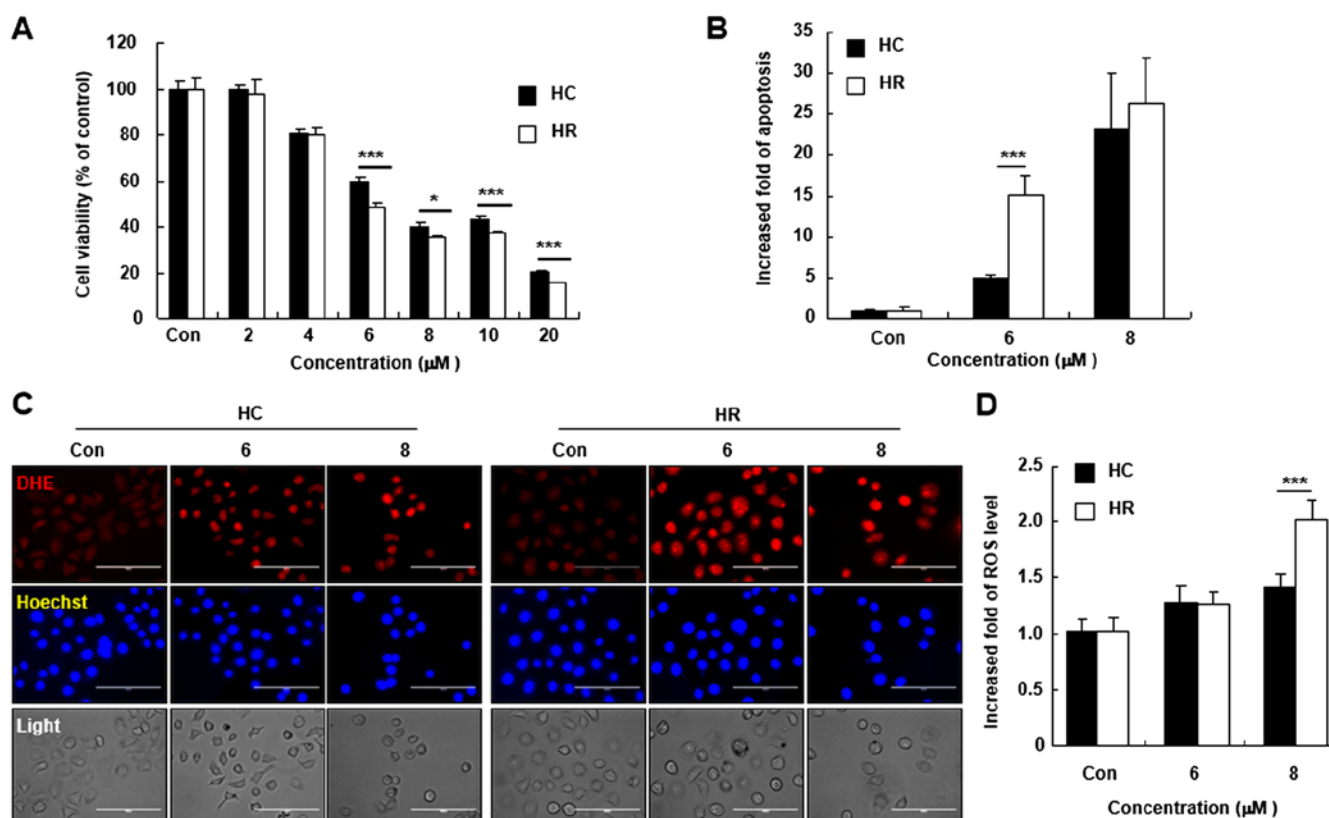 A
Cell viability (% of control)
120
100
80
60
40
20
0
HC
HR
***
*
***
***
Con 2 4 6 8 10 20
Concentration (μM )
B
Increased fold of apoptosis
35
30
25
20
15
10
5
0
HC
HR
***
Con 6 8
Concentration (μM )
C
HC HR
Con 6 8 Con 6 8
DHE
Hoechst
Light
D
Increased fold of ROS level
2.5
2.0
1.5
1.0
0.5
0
HC
HR
***
Con 6 8
Concentration (μM )